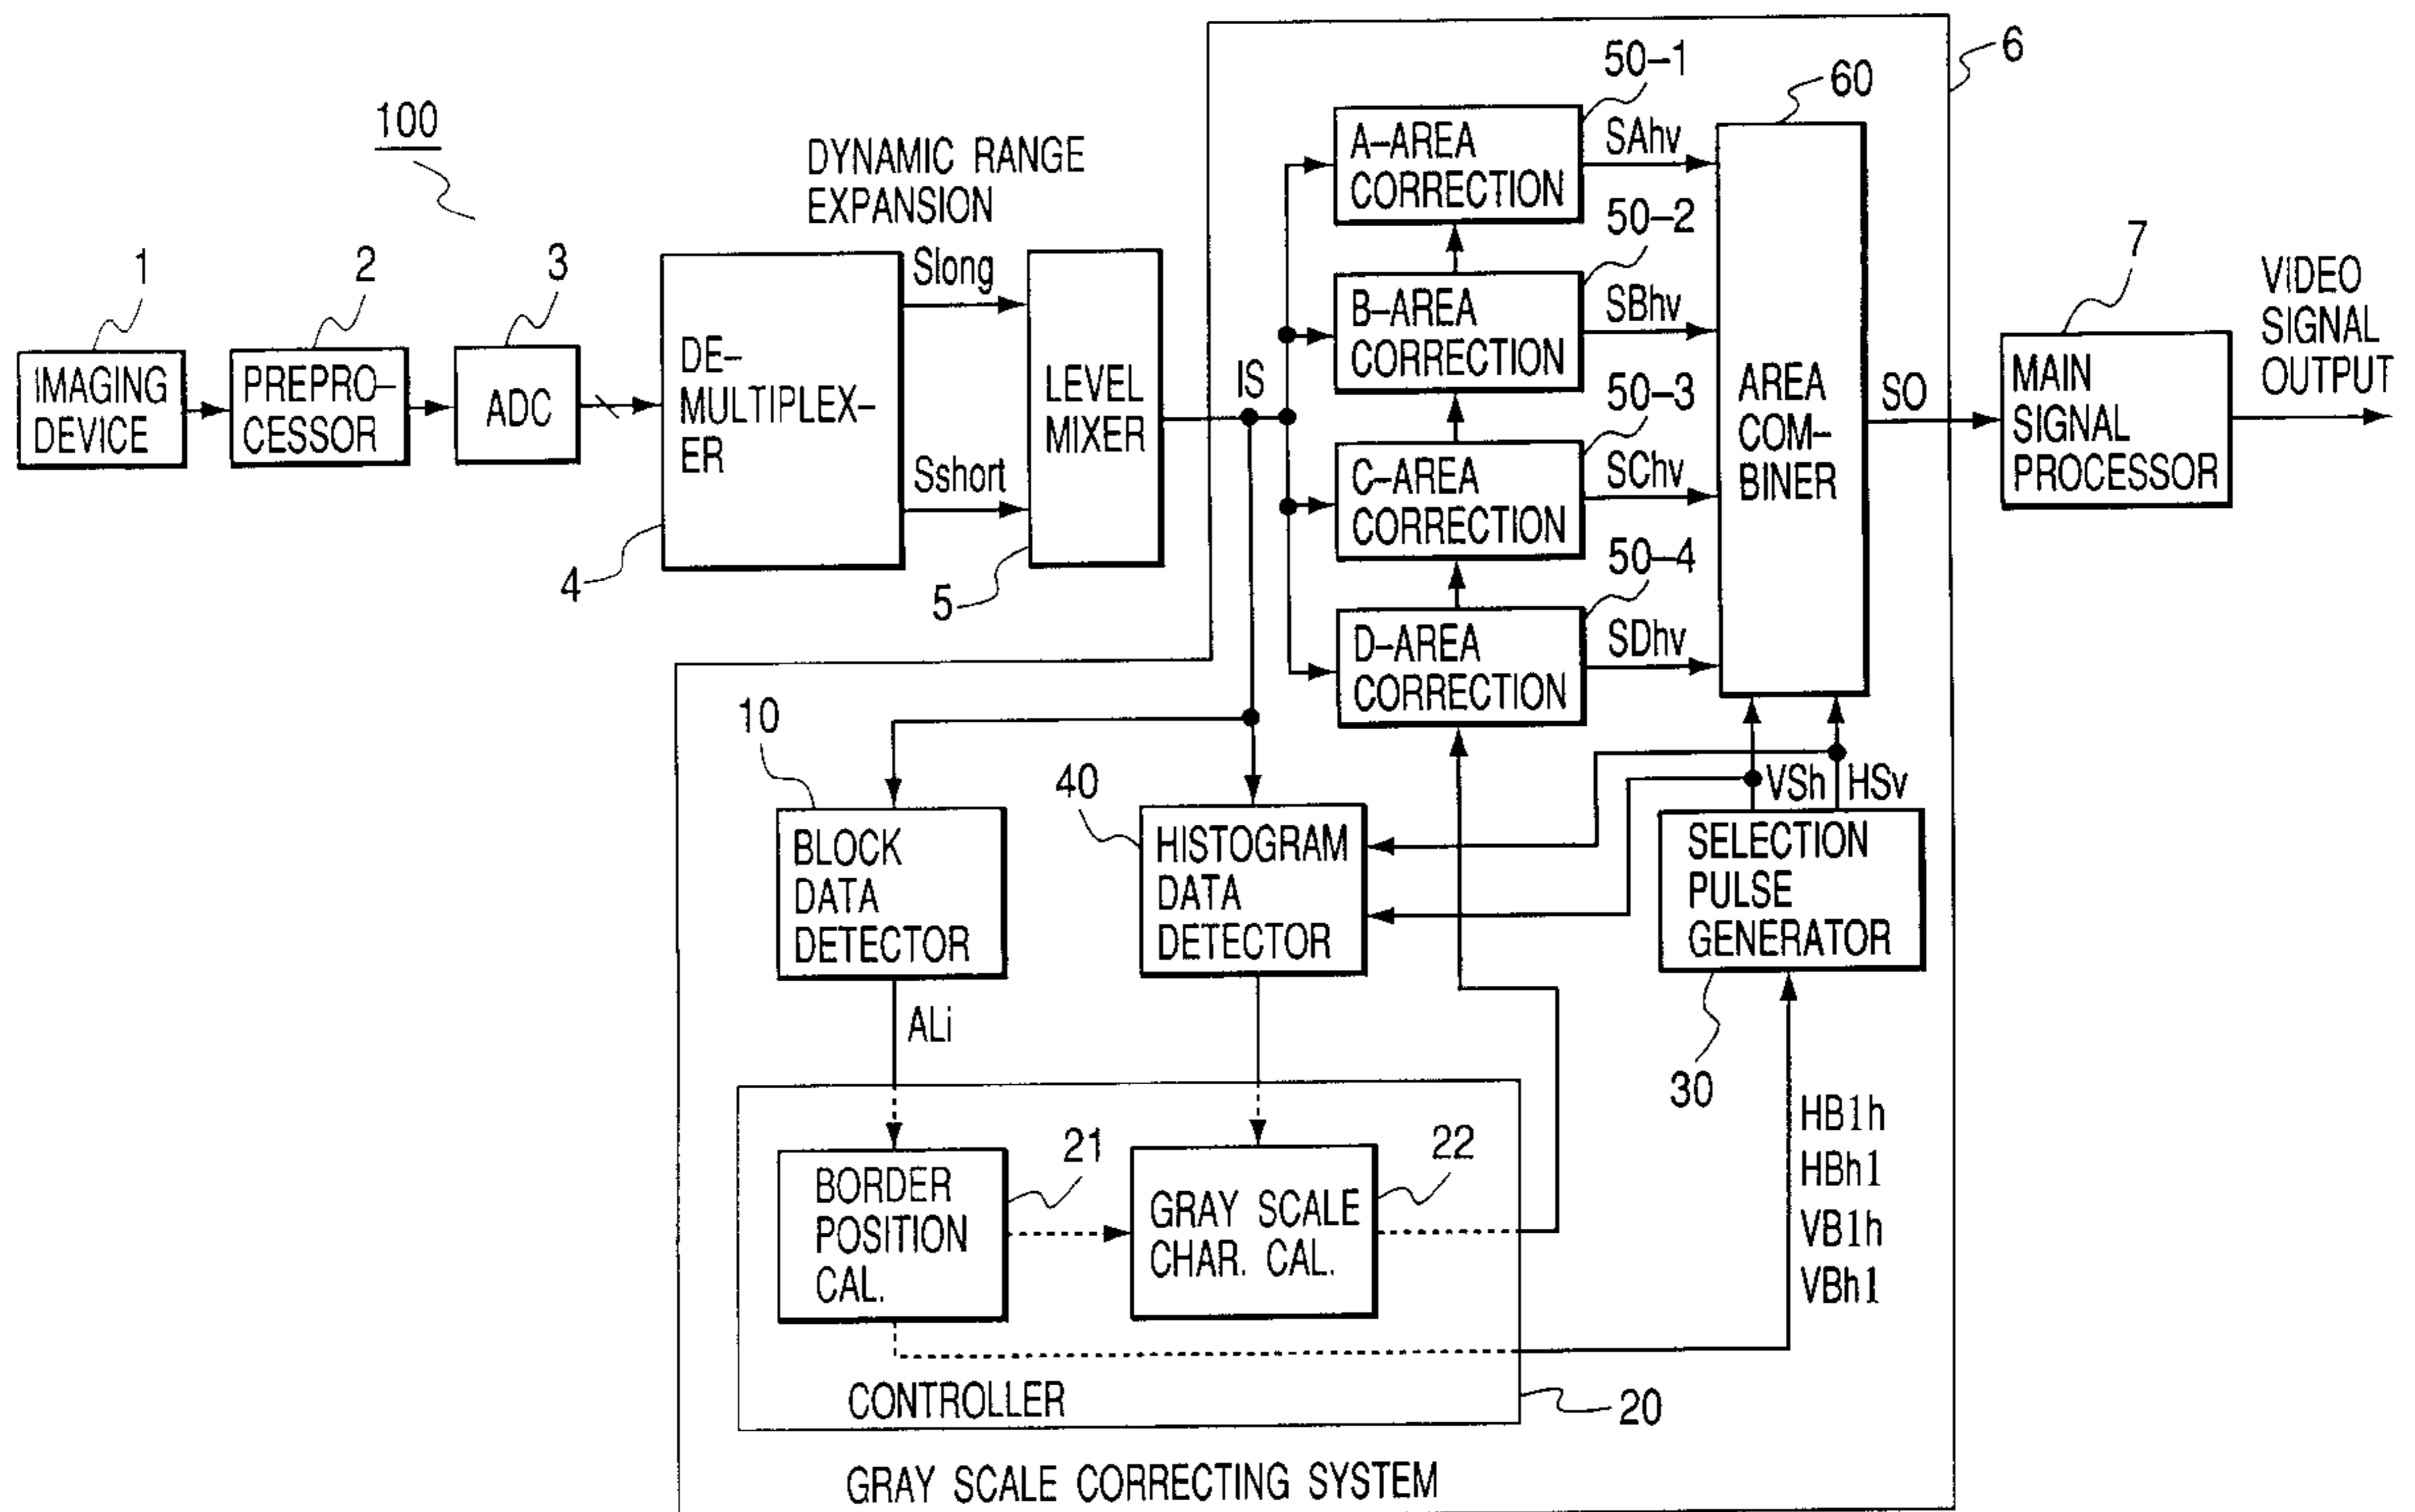 100
DYNAMIC RANGE
EXPANSION
1
IMAGING
DEVICE
2
PREPRO–
CESSOR
3
ADC
4
DE–
MULTIPLEX–
ER
Slong
Sshort
5
LEVEL
MIXER
IS
6
50–1
A–AREA
CORRECTION
SAhv
50–2
B–AREA
CORRECTION
SBhv
50–3
C–AREA
CORRECTION
SChv
50–4
D–AREA
CORRECTION
SDhv
60
AREA
COM–
BINER
SO
7
MAIN
SIGNAL
PROCESSOR
VIDEO
SIGNAL
OUTPUT
10
BLOCK
DATA
DETECTOR
ALi
40
HISTOGRAM
DATA
DETECTOR
VSh HSv
SELECTION
PULSE
GENERATOR
30
HB1h
HBh1
VB1h
VBh1
21
BORDER
POSITION
CAL.
22
GRAY SCALE
CHAR. CAL.
CONTROLLER
20
GRAY SCALE CORRECTING SYSTEM